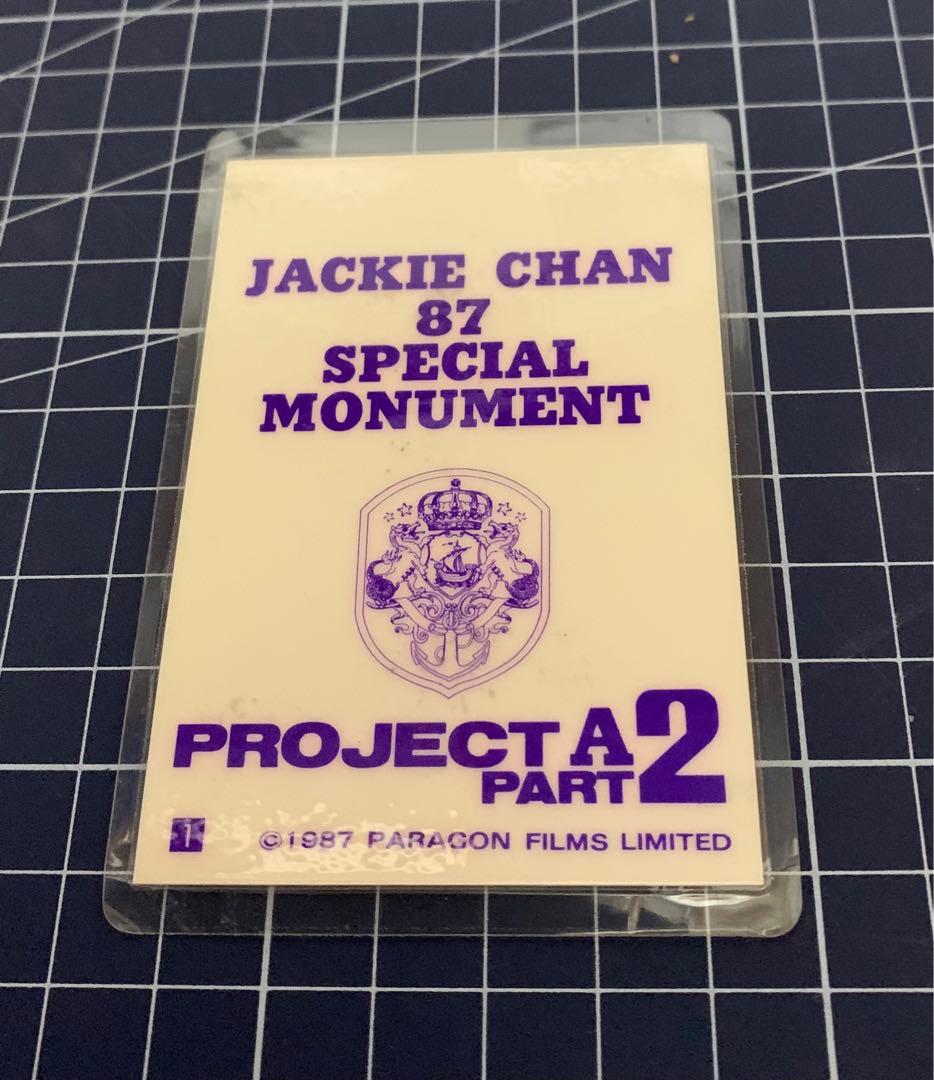 JACKIE CHAN
87
SPECIAL
MONUMENT
PROJECT A 2
PART
1
©1987 PARAGON FILMS LIMITED